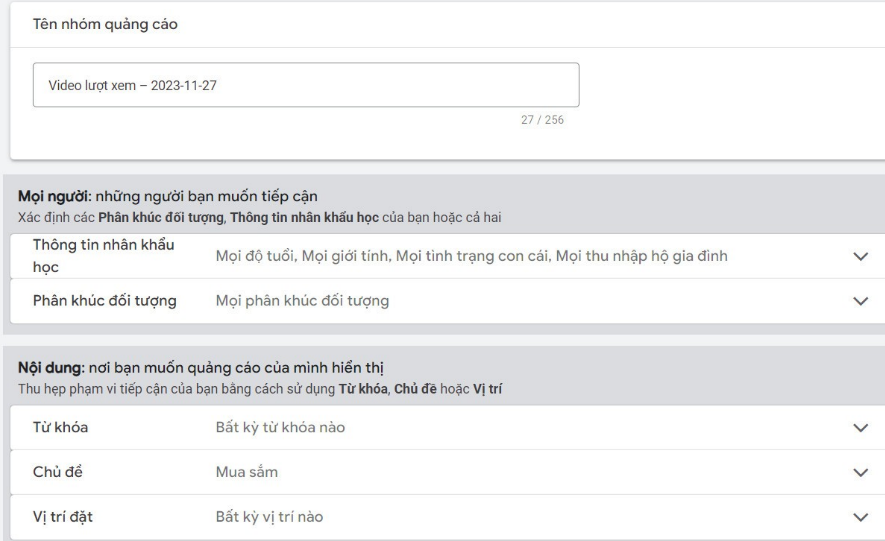 Tên nhóm quảng cáo
Video lượt xem – 2023-11-27
27 / 256
Mọi người: những người bạn muốn tiếp cận
Xác định các Phân khúc đối tượng, Thông tin nhân khẩu học của bạn hoặc cả hai
Thông tin nhân khẩu
học
Mọi độ tuổi, Mọi giới tính, Mọi tình trạng con cái, Mọi thu nhập hộ gia đình
Phân khúc đối tượng
Mọi phân khúc đối tượng
Nội dung: nơi bạn muốn quảng cáo của mình hiển thị
Thu hẹp phạm vi tiếp cận của bạn bằng cách sử dụng Từ khóa, Chủ đề hoặc Vị trí
Từ khóa
Bất kỳ từ khóa nào
Chủ đề
Mua sắm
Vị trí đặt
Bất kỳ vị trí nào